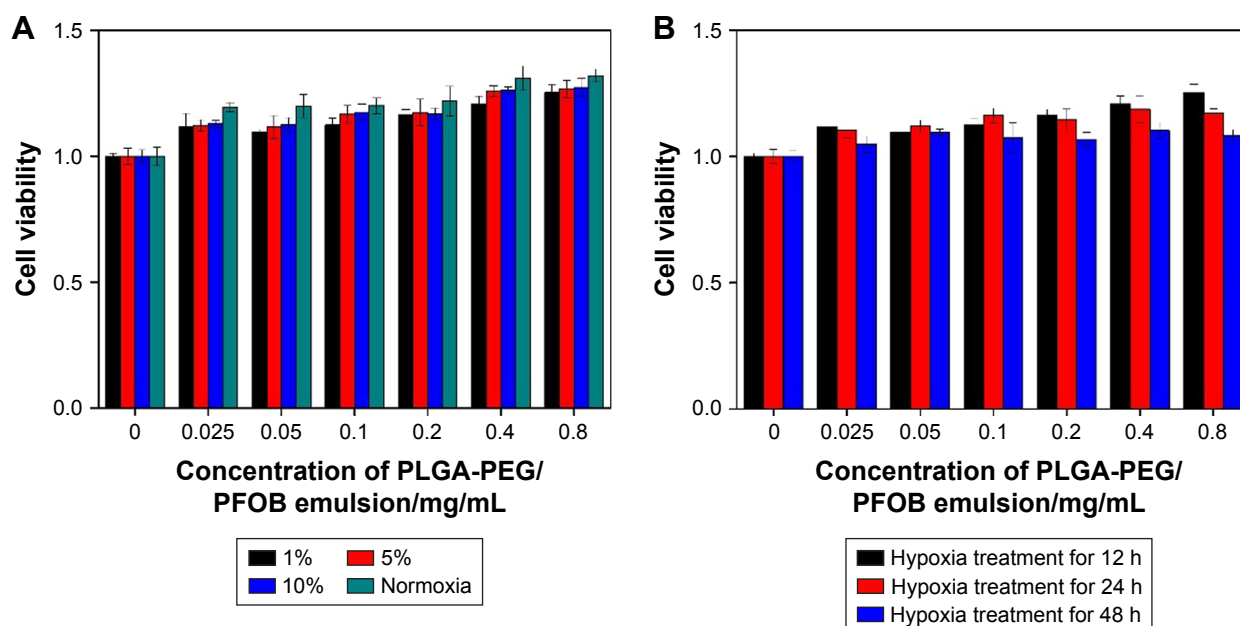 A
1.5
1.0
0.5
0.0
Cell viability
0 0.025 0.05 0.1 0.2 0.4 0.8
Concentration of PLGA-PEG/
PFOB emulsion/mg/mL
1% 5%
10% Normoxia
B
1.5
1.0
0.5
0.0
Cell viability
0 0.025 0.05 0.1 0.2 0.4 0.8
Concentration of PLGA-PEG/
PFOB emulsion/mg/mL
Hypoxia treatment for 12 h
Hypoxia treatment for 24 h
Hypoxia treatment for 48 h